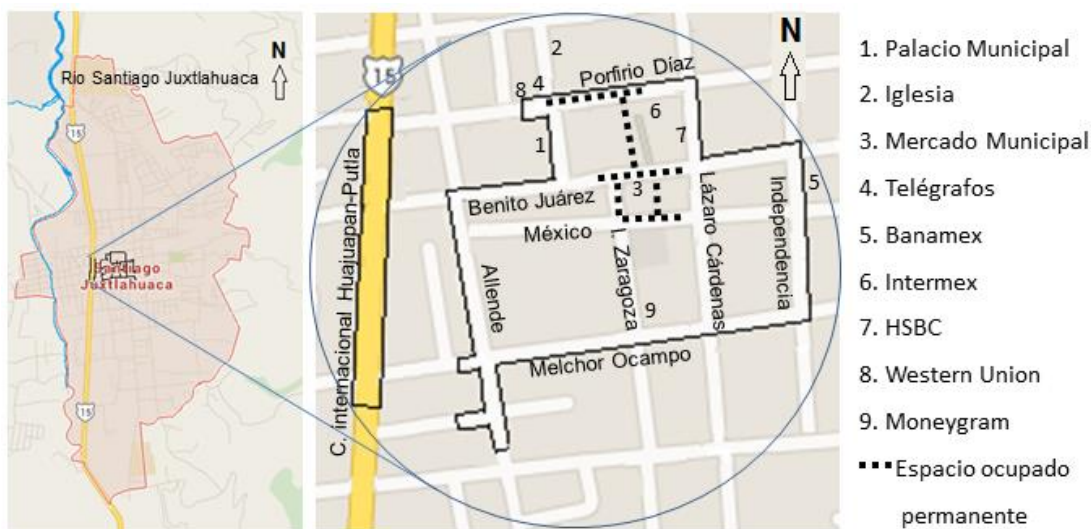 N
Rio Santiago Juxtlahuaca
15
Santiago
Juxtlahuaca
15
N
15
2
Porfirio Díaz
8
4
6
1
7
3
5
Benito Juárez
México
I. Zaragoza
Lázaro Cárdenas
Independencia
Allende
9
Melchor Ocampo
C. internacional Huajuapan-Putla
1. Palacio Municipal
2. Iglesia
3. Mercado Municipal
4. Telégrafos
5. Banamex
6. Intermex
7. HSBC
8. Western Union
9. Moneygram
Espacio ocupado
permanente